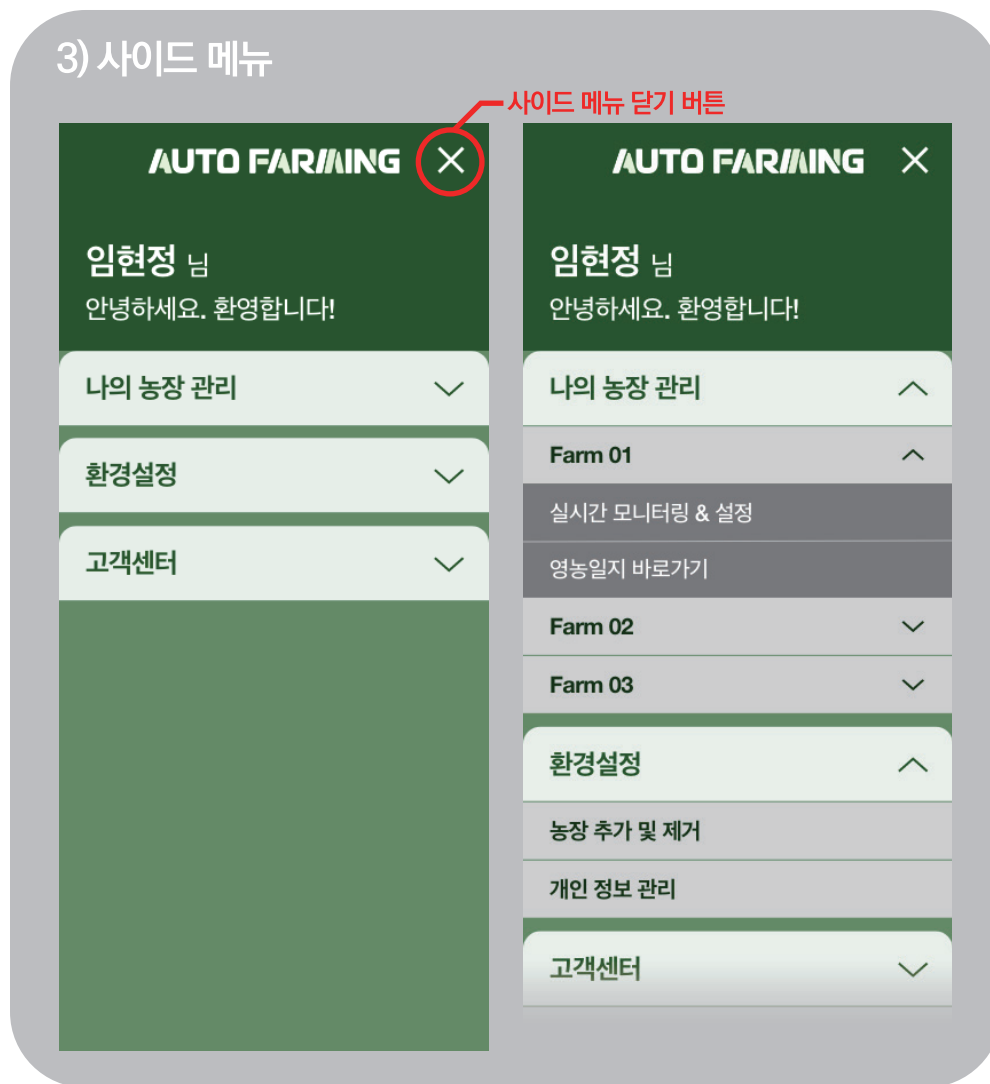 3) 사이드 메뉴
사이드 메뉴 닫기 버튼
AUTO FARMING
임현정 님
안녕하세요. 환영합니다!
나의 농장 관리
환경설정
고객센터
AUTO FARMING
임현정 님
안녕하세요. 환영합니다!
나의 농장 관리
Farm 01
실시간 모니터링 & 설정
영농일지 바로가기
Farm 02
Farm 03
환경설정
농장 추가 및 제거
개인 정보 관리
고객센터